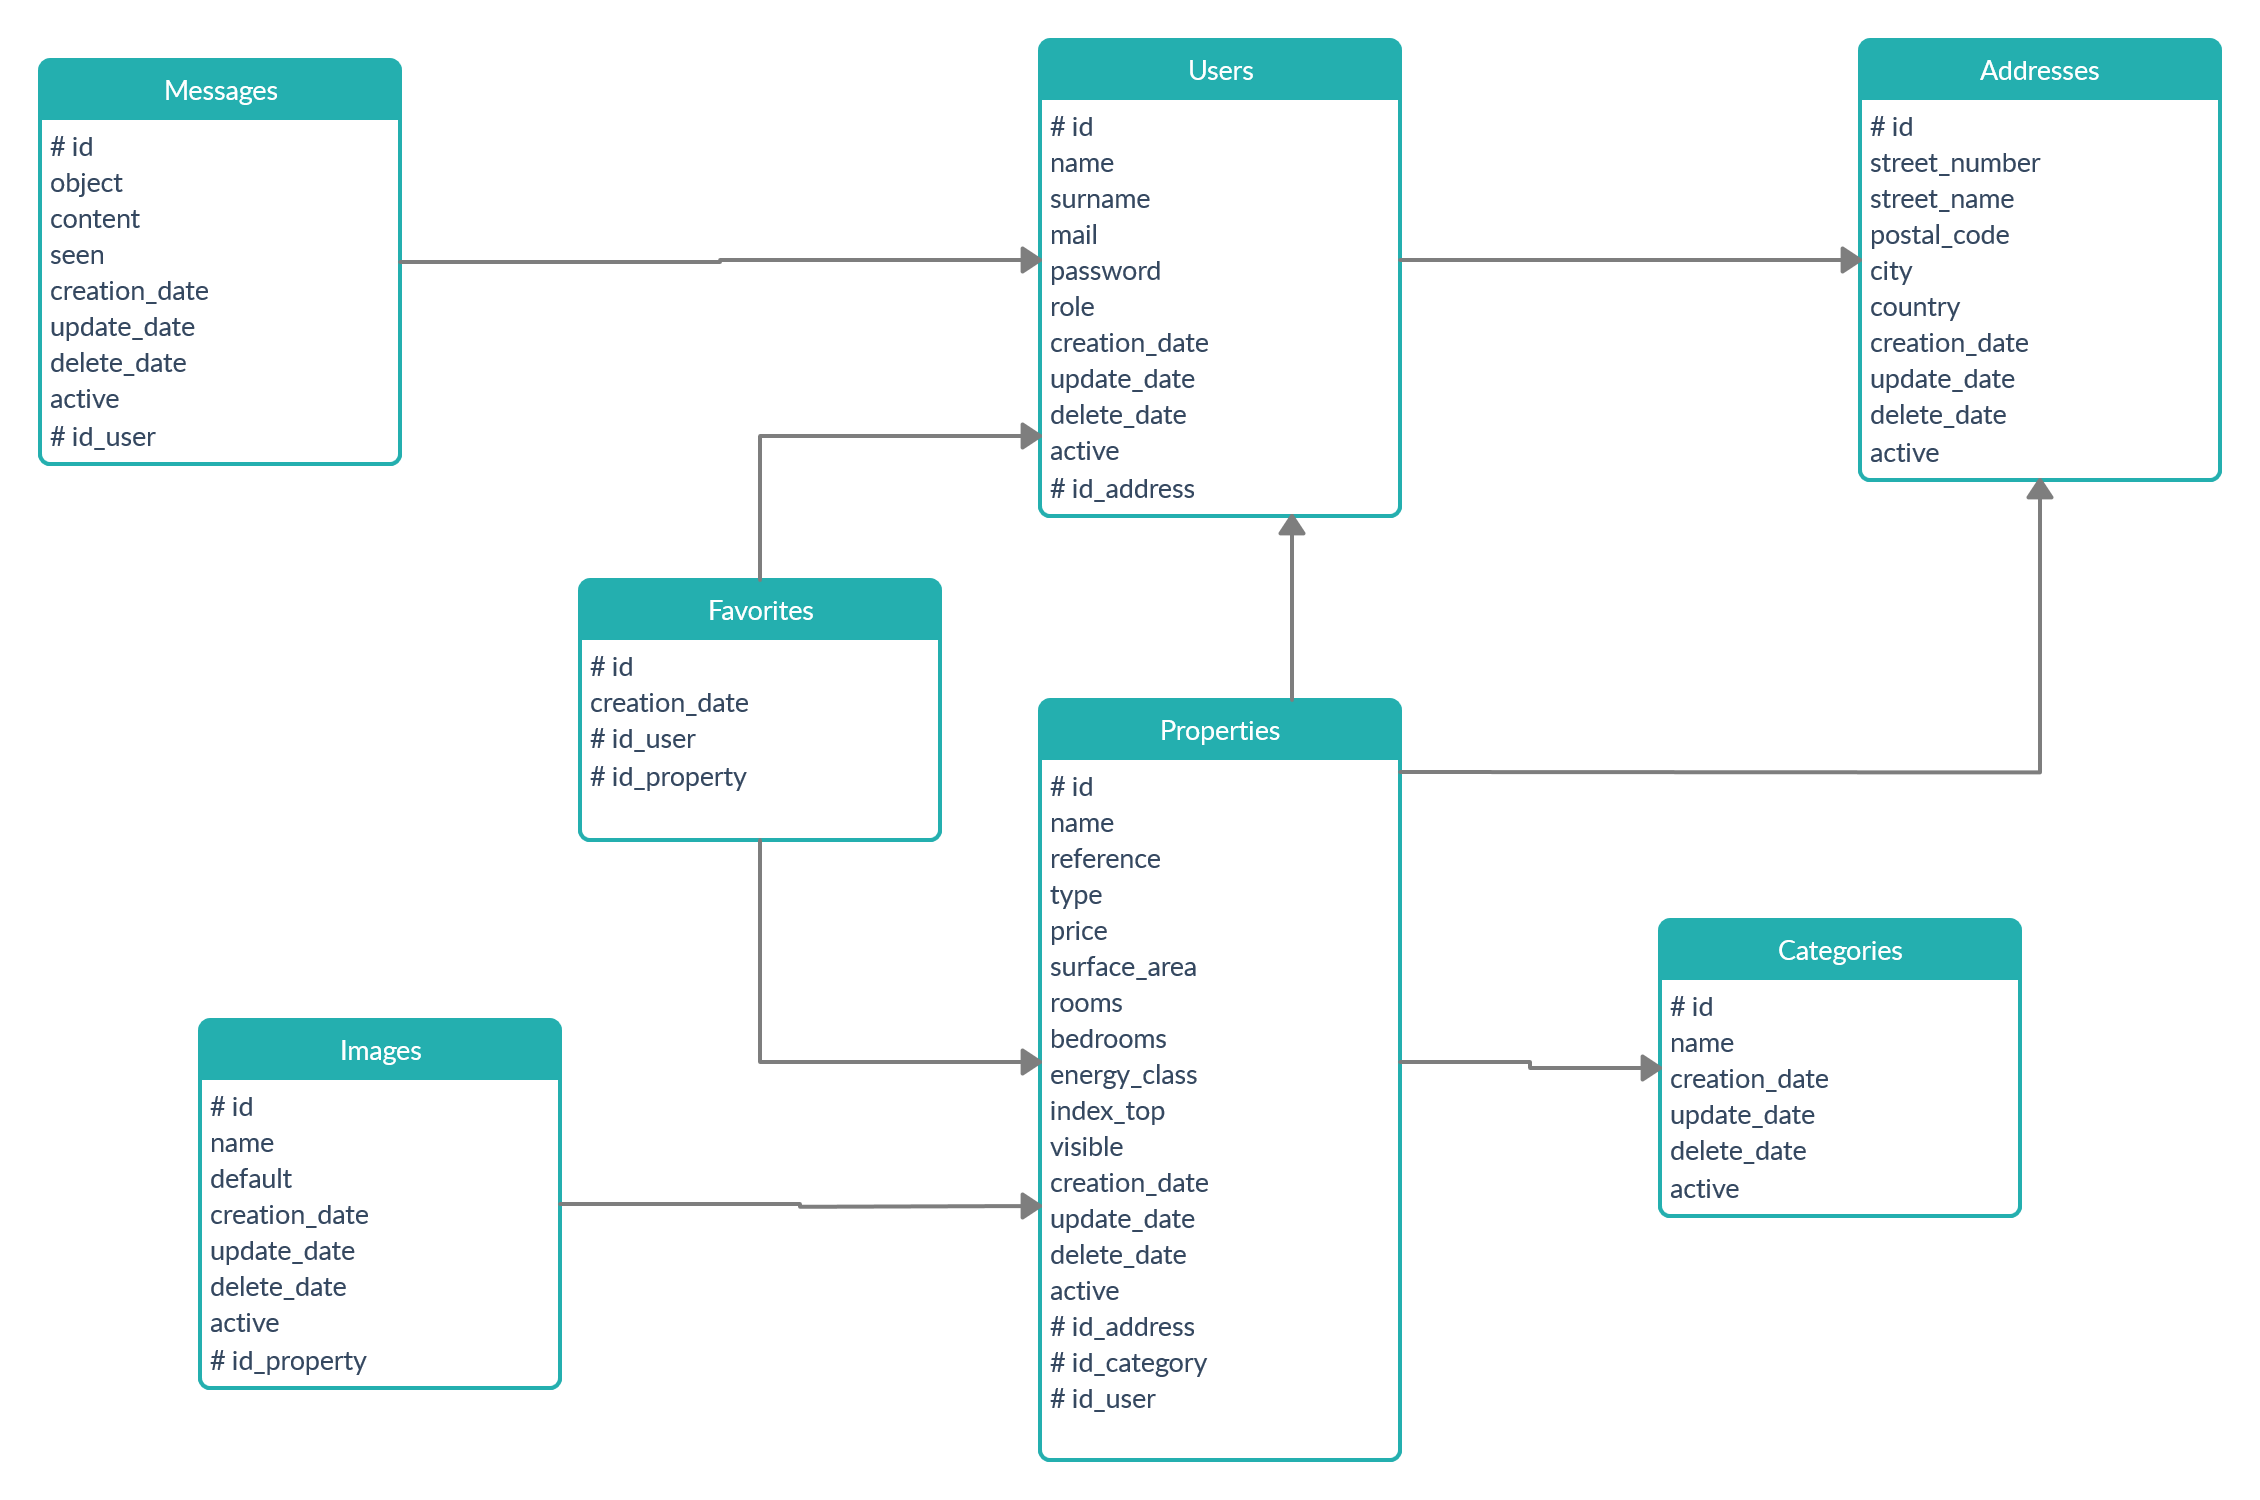 Messages
# id
object
content
seen
creation_date
update_date
delete_date
active
# id_user
Users
# id
name
surname
mail
password
role
creation_date
update_date
delete_date
active
# id_address
Addresses
# id
street_number
street_name
postal_code
city
country
creation_date
update_date
delete_date
active
Favorites
# id
creation_date
# id_user
# id_property
Properties
# id
name
reference
type
price
surface_area
rooms
bedrooms
energy_class
index_top
visible
creation_date
update_date
delete_date
active
# id_address
# id_category
# id_user
Categories
# id
name
creation_date
update_date
delete_date
active
Images
# id
name
default
creation_date
update_date
delete_date
active
# id_property